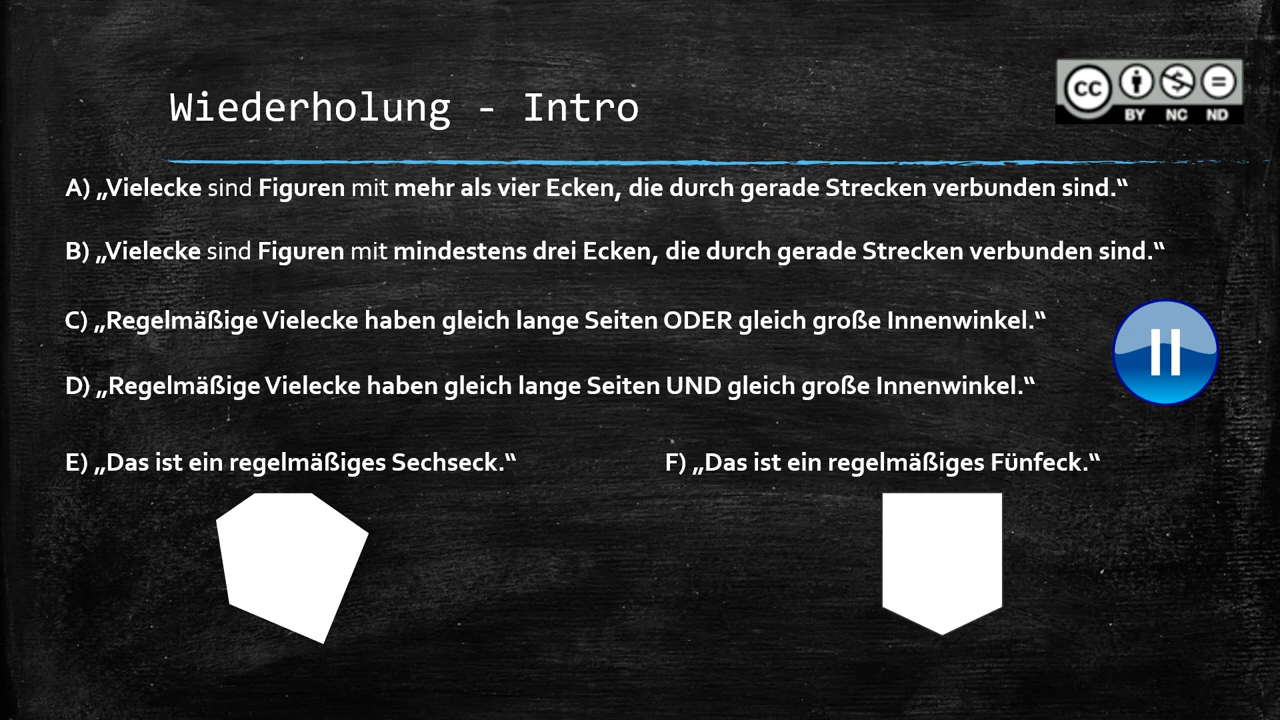 Wiederholung - Intro
cc
BY NC ND
A) „Vielecke sind Figuren mit mehr als vier Ecken, die durch gerade Strecken verbunden sind.“
B) „Vielecke sind Figuren mit mindestens drei Ecken, die durch gerade Strecken verbunden sind.“
C) „Regelmäßige Vielecke haben gleich lange Seiten ODER gleich große Innenwinkel.“
D) „Regelmäßige Vielecke haben gleich lange Seiten UND gleich große Innenwinkel.“
E) „Das ist ein regelmäßiges Sechseck.“
F) „Das ist ein regelmäßiges Fünfeck.“